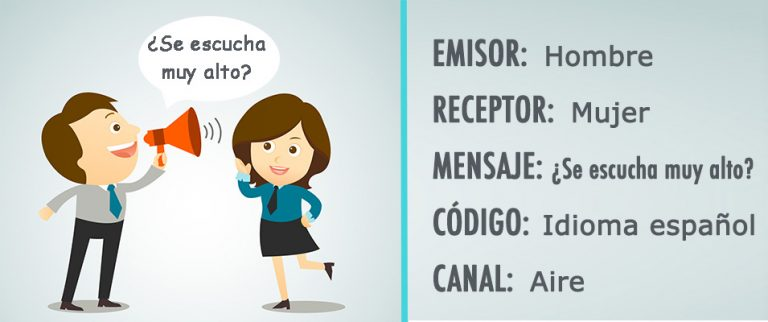 ¿Se escucha
muy alto?
EMISOR: Hombre
RECEPTOR: Mujer
MENSAJE: ¿Se escucha muy alto?
CÓDIGO: Idioma español
CANAL: Aire